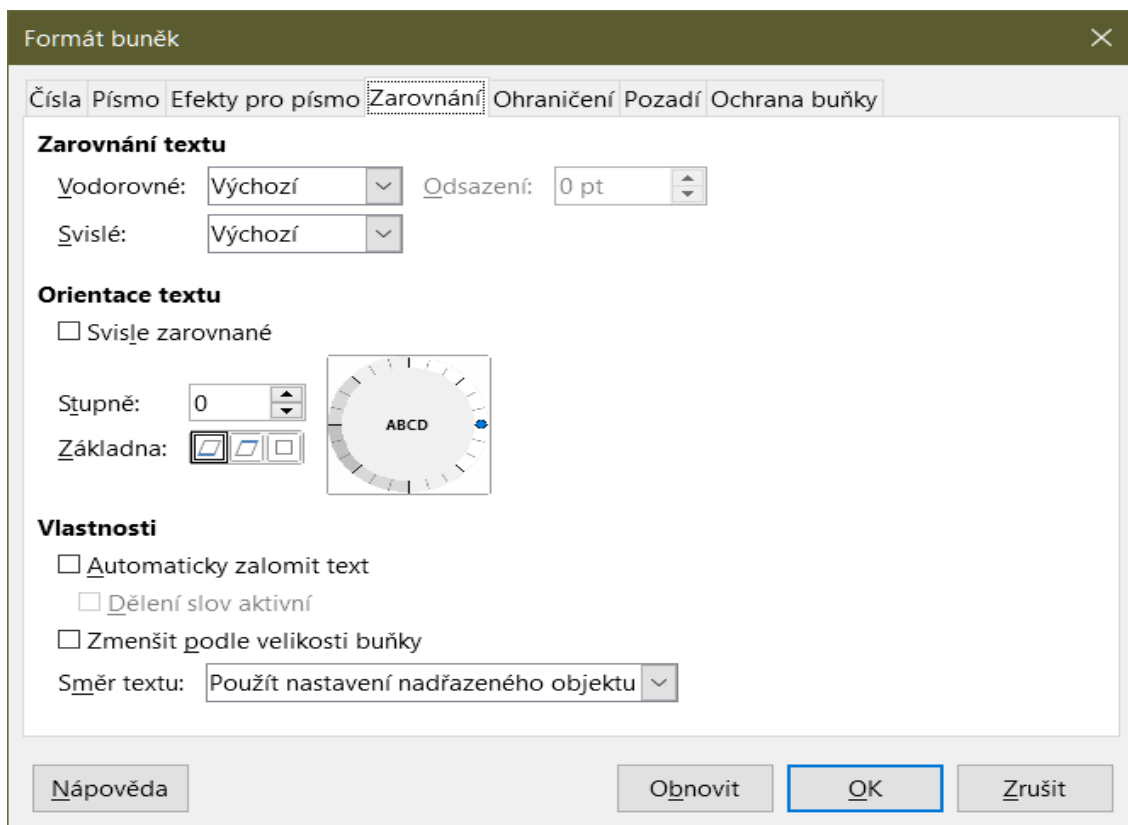 Formát buněk
Čísla Písmo Efekty pro písmo Zarovnání Ohraničení Pozadí Ochrana buňky
Zarovnání textu
Vodorovné: Výchozí Odsazení: 0 pt
Svislé: Výchozí
Orientace textu
Svisle zarovnané
Stupně: 0
ABCD
Základna:
Vlastnosti
Automaticky zalomit text
Dělení slov aktivní
Zmenšit podle velikosti buňky
Směr textu: Použít nastavení nadřazeného objektu
Nápověda Obnovit OK Zrušit